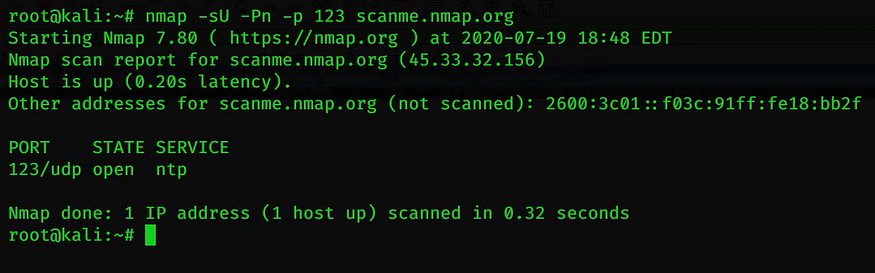 root@kali:~# nmap -sU -Pn -p 123 scanme.nmap.org
Starting Nmap 7.80 ( https://nmap.org ) at 2020-07-19 18:48 EDT
Nmap scan report for scanme.nmap.org (45.33.32.156)
Host is up (0.20s latency).
Other addresses for scanme.nmap.org (not scanned): 2600:3c01::f03c:91ff:fe18:bb2f
PORT    STATE SERVICE
123/udp open  ntp
Nmap done: 1 IP address (1 host up) scanned in 0.32 seconds
root@kali:~#